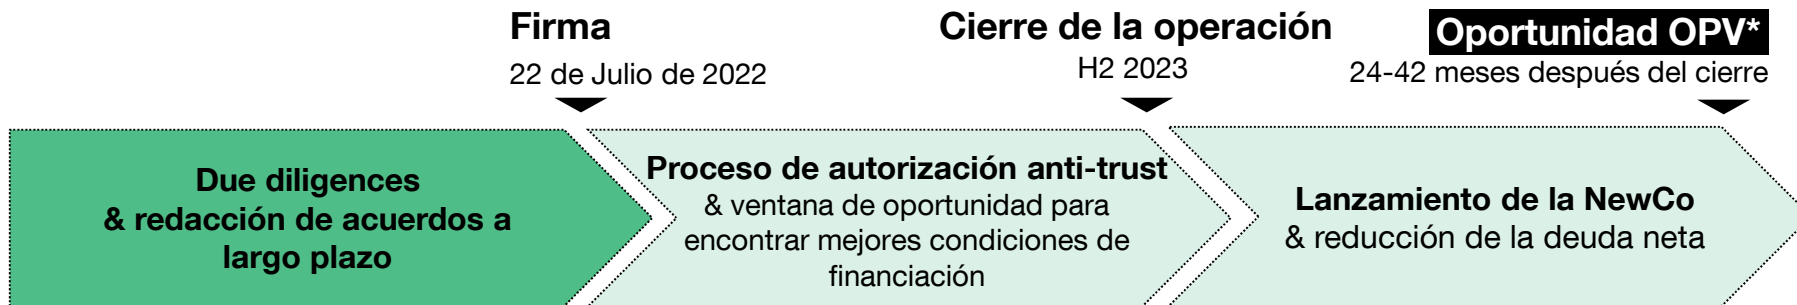 Firma
22 de Julio de 2022
Cierre de la operación
H2 2023
Oportunidad OPV*
24-42 meses después del cierre
Due diligences
& redacción de acuerdos a
largo plazo
Proceso de autorización anti-trust
& ventana de oportunidad para
encontrar mejores condiciones de
financiación
Lanzamiento de la NewCo
& reducción de la deuda neta